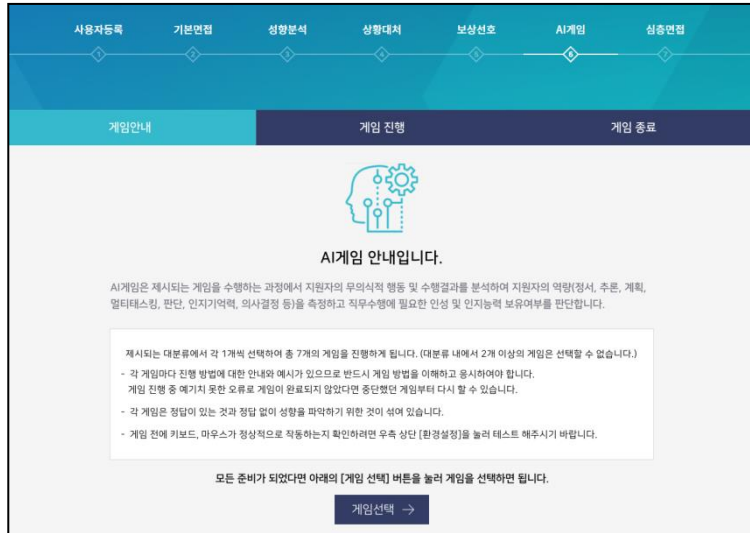 사용자등록 기본면접 성향분석 상황대처 보상선호 AI게임 심층면접
1 2 3 4 5 6 7
게임안내 게임 진행 게임 종료
AI게임 안내입니다.
AI게임은 제시되는 게임을 수행하는 과정에서 지원자의 무의식적 행동 및 수행결과를 분석하여 지원자의 역량(정서, 추론, 계획,
멀티태스킹, 판단, 인지기억력, 의사결정 등)을 측정하고 직무수행에 필요한 인성 및 인지능력 보유여부를 판단합니다.
제시되는 대분류에서 각 1개씩 선택하여 총 7개의 게임을 진행하게 됩니다. (대분류 내에서 2개 이상의 게임은 선택할 수 없습니다.)
- 각 게임마다 진행 방법에 대한 안내와 예시가 있으므로 반드시 게임 방법을 이해하고 응시하여야 합니다.
게임 진행 중 예기치 못한 오류로 게임이 완료되지 않았다면 중단했던 게임부터 다시 할 수 있습니다.
- 각 게임은 정답이 있는 것과 정답 없이 성향을 파악하기 위한 것이 섞여 있습니다.
- 게임 전에 키보드, 마우스가 정상적으로 작동하는지 확인하려면 우측 상단 [환경설정]을 눌러 테스트 해주시기 바랍니다.
모든 준비가 되었다면 아래의 [게임 선택] 버튼을 눌러 게임을 선택하면 됩니다.
게임선택 →